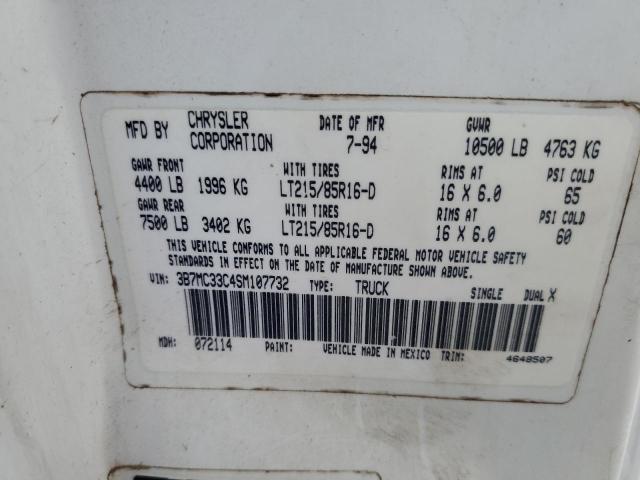 MFD BY CHRYSLER CORPORATION DATE OF MFR 7-94 GVWR 10500 LB 4763 KG
GAWR FRONT WITH TIRES RIMS AT PSI COLD
4400 LB 1996 KG LT215/85R16-D 16 X 6.0 65
GAWR REAR WITH TIRES RIMS AT PSI COLD
7500 LB 3402 KG LT215/85R16-D 16 X 6.0 60
THIS VEHICLE CONFORMS TO ALL APPLICABLE FEDERAL MOTOR VEHICLE SAFETY
STANDARDS IN EFFECT ON THE DATE OF MANUFACTURE SHOWN ABOVE.
VIN: 3B7MC33C4SM107732 TYPE: TRUCK SINGLE DUAL X
MDH: 072114 PAINT: VEHICLE MADE IN MEXICO TRIM: 4648507